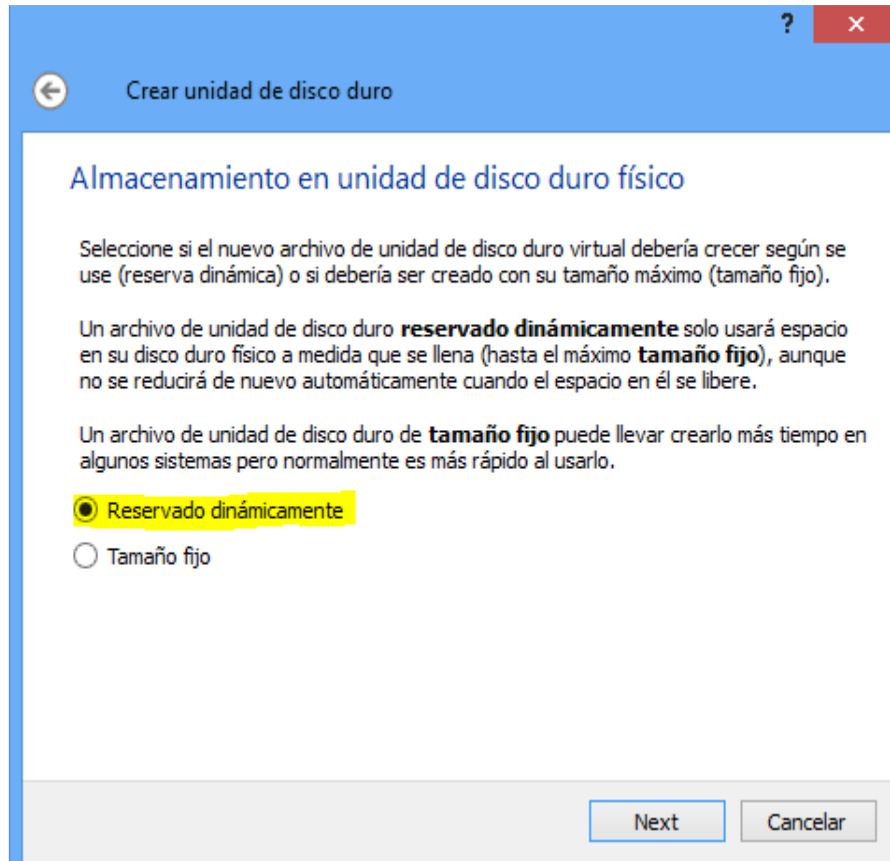 ?
Crear unidad de disco duro
Almacenamiento en unidad de disco duro físico
Seleccione si el nuevo archivo de unidad de disco duro virtual debería crecer según se
use (reserva dinámica) o si debería ser creado con su tamaño máximo (tamaño fijo).
Un archivo de unidad de disco duro reservado dinámicamente solo usará espacio
en su disco duro físico a medida que se llena (hasta el máximo tamaño fijo), aunque
no se reducirá de nuevo automáticamente cuando el espacio en él se libere.
Un archivo de unidad de disco duro de tamaño fijo puede llevar crearlo más tiempo en
algunos sistemas pero normalmente es más rápido al usarlo.
Reservado dinámicamente
Tamaño fijo
Next Cancelar